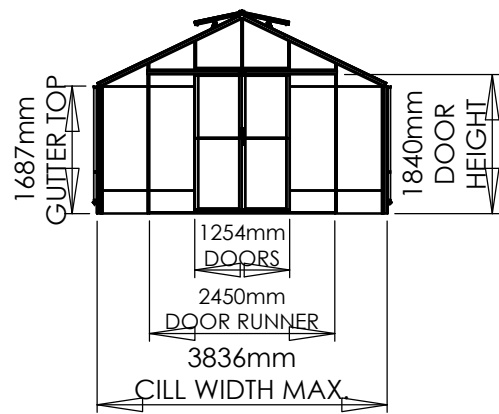 1687mm
GUTTER TOP
1840mm
DOOR
HEIGHT
1254mm
DOORS
2450mm
DOOR RUNNER
3836mm
CILL WIDTH MAX.